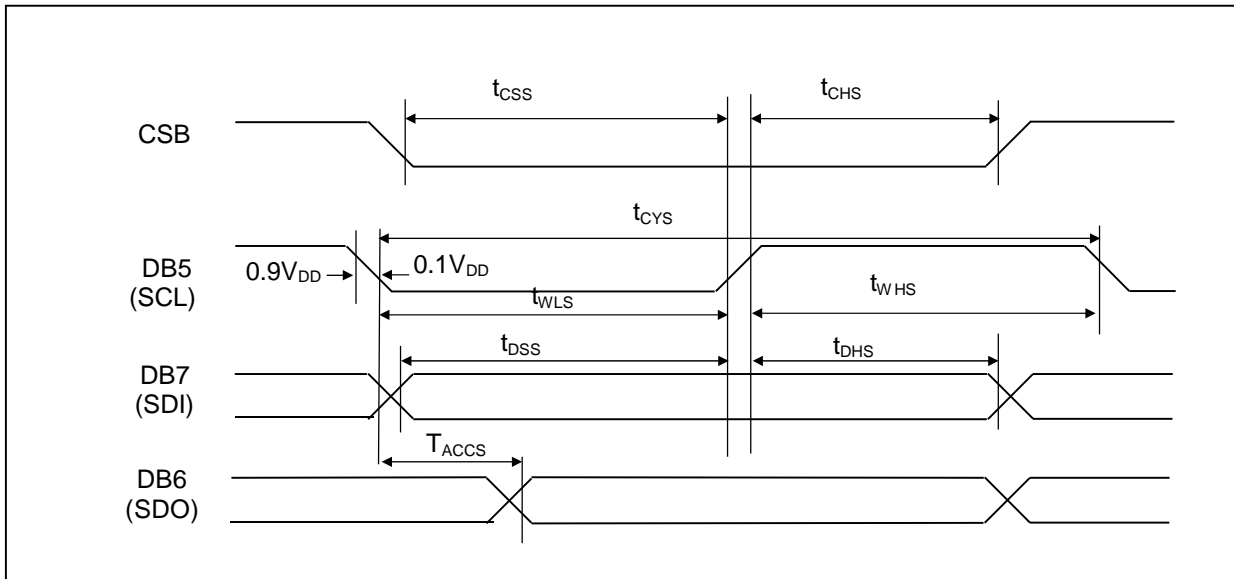 tCSS
tCHS
CSB
tCYS
DB5
(SCL)
0.9VDD
0.1VDD
tWLS
tWHS
tDSS
tDHS
DB7
(SDI)
TACCS
DB6
(SDO)